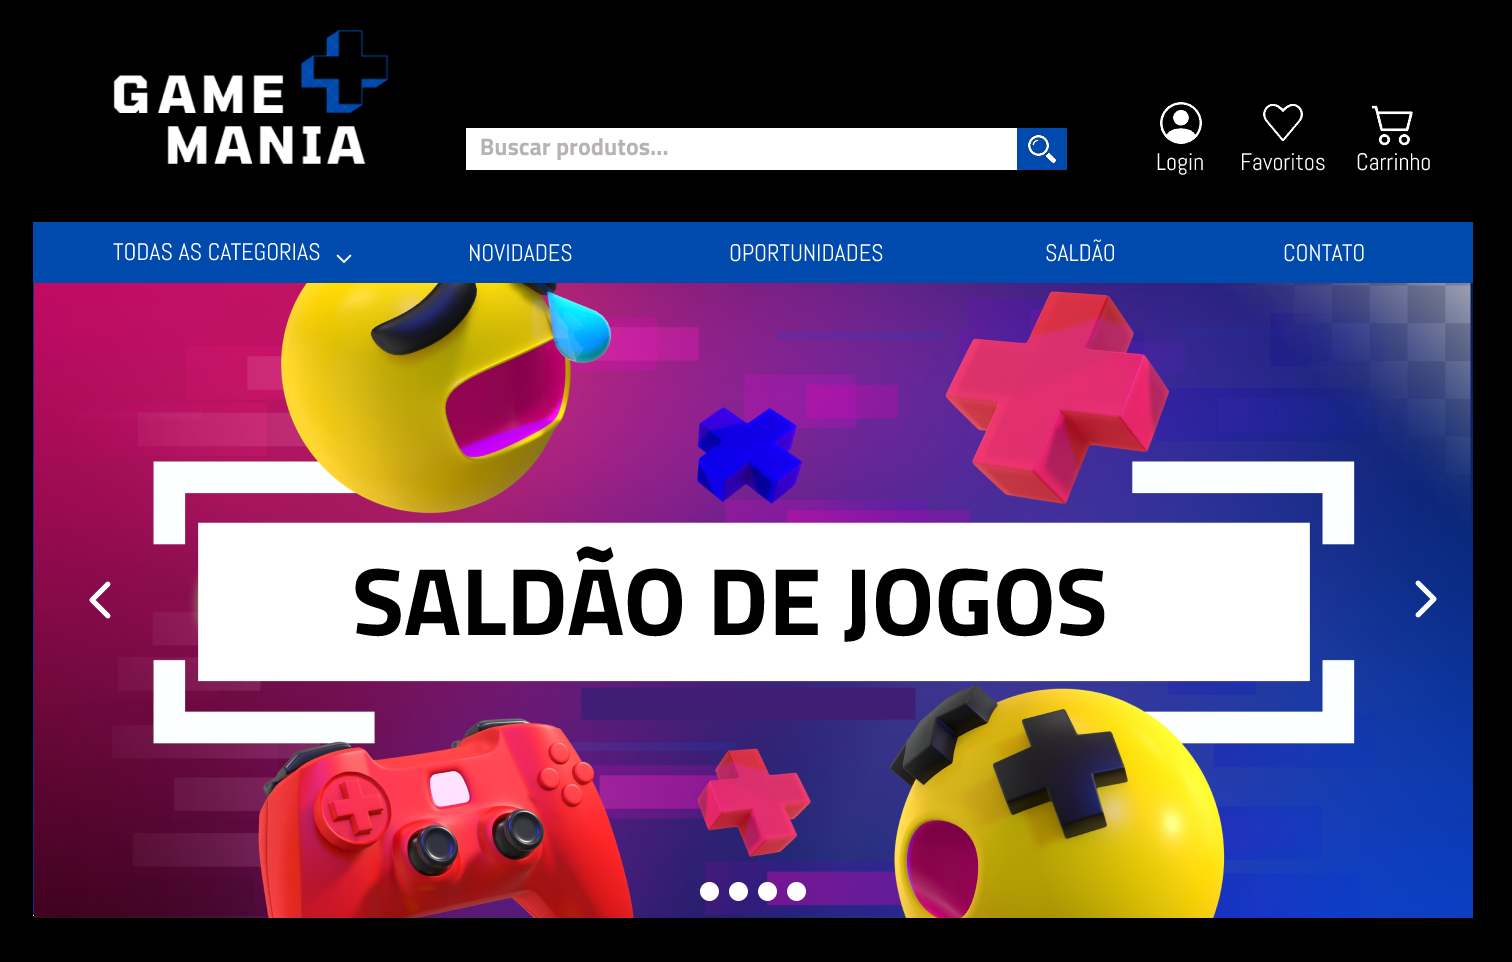 GAME
MANIA
Buscar produtos...
Login
Favoritos
Carrinho
TODAS AS CATEGORIAS
NOVIDADES
OPORTUNIDADES
SALDÃO
CONTATO
SALDÃO DE JOGOS